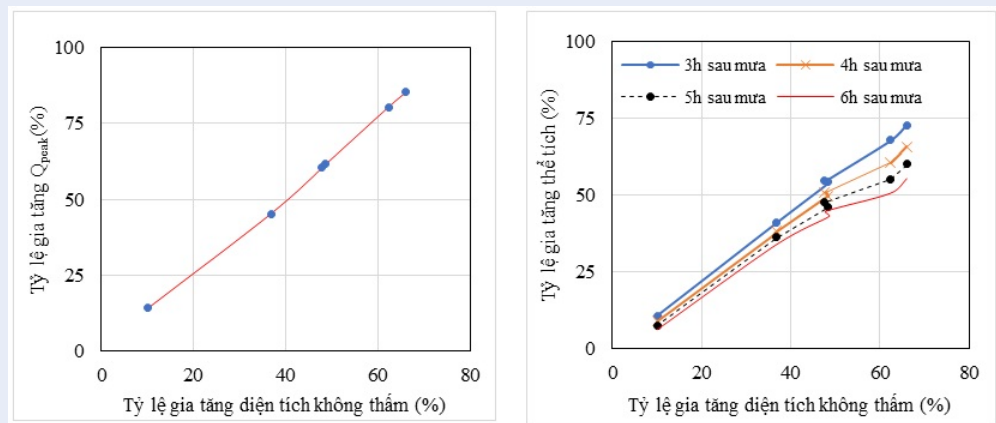 100
75
50
25
0
0 20 40 60 80
Tỷ lệ gia tăng Qpeak(%)
Tỷ lệ gia tăng diện tích không thấm (%)
100
75
50
25
0
0 20 40 60 80
3h sau mưa 4h sau mưa
5h sau mưa 6h sau mưa
Tỷ lệ gia tăng thể tích (%)
Tỷ lệ gia tăng diện tích không thấm (%)